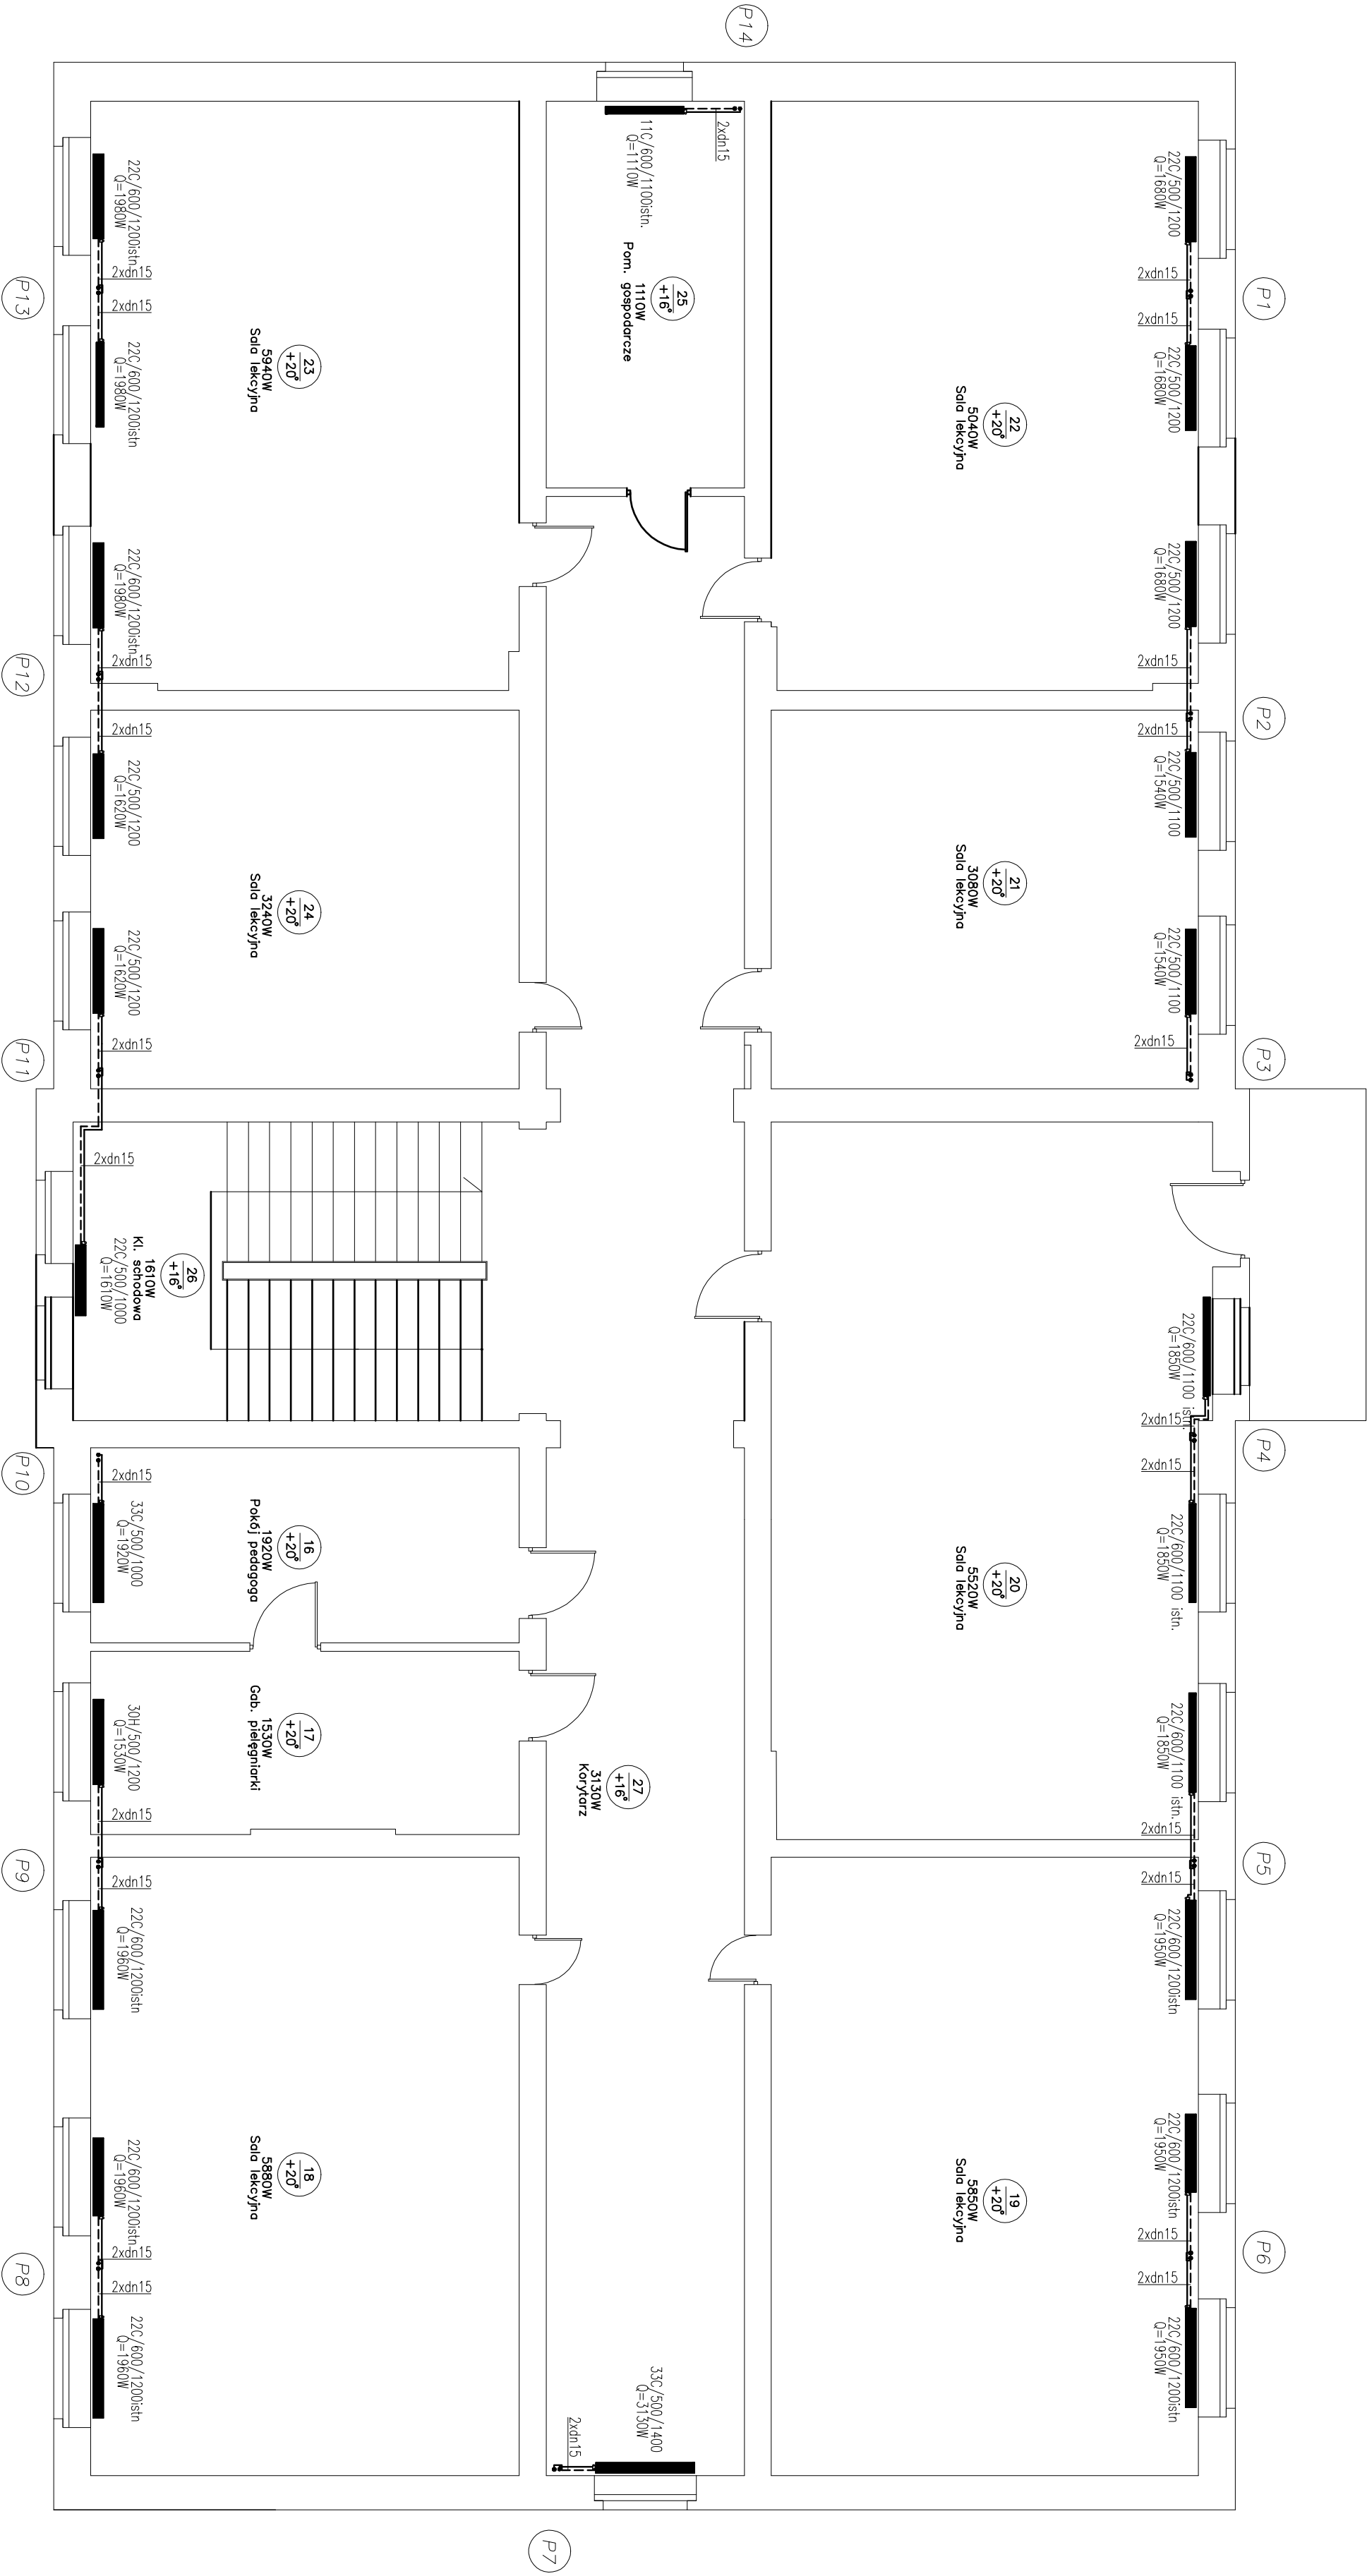 P14
P1
P2
P3
P4
P5
P6
P7
P8
P9
P10
P11
P12
P13
22C/500/1200
Q=1680W
2xdn15
2xdn15
22C/500/1200
Q=1680W
22C/500/1200
Q=1680W
2xdn15
2xdn15
22C/500/1100
Q=1540W
22C/500/1100
Q=1540W
2xdn15
22C/600/1100 istn.
Q=1850W
2xdn15
2xdn15
22C/600/1100 istn.
Q=1850W
22C/600/1100 istn.
Q=1850W
2xdn15
2xdn15
22C/600/1200istn
Q=1950W
22C/600/1200istn
Q=1950W
2xdn15
2xdn15
22C/600/1200istn
Q=1950W
22
+20°
5040W
Sala lekcyjna
21
+20°
3080W
Sala lekcyjna
20
+20°
5520W
Sala lekcyjna
19
+20°
5850W
Sala lekcyjna
2xdn15
11C/600/1100istn.
Q=1110W
25
+16°
1110W
Pom. gospodarcze
27
+16°
3130W
Korytarz
33C/500/1400
Q=3130W
2xdn15
23
+20°
5940W
Sala lekcyjna
24
+20°
3240W
Sala lekcyjna
26
+16°
1610W
Kl. schodowa
22C/500/1000
Q=1610W
16
+20°
1920W
Pokój pedagoga
17
+20°
1530W
Gab. pielęgniarki
18
+20°
5880W
Sala lekcyjna
22C/600/1200istn.
Q=1980W
2xdn15
2xdn15
22C/600/1200istn
Q=1980W
22C/600/1200istn.
Q=1980W
2xdn15
2xdn15
22C/500/1200
Q=1620W
22C/500/1200
Q=1620W
2xdn15
2xdn15
2xdn15
33C/500/1000
Q=1920W
30H/500/1200
Q=1530W
2xdn15
2xdn15
22C/600/1200istn
Q=1960W
22C/600/1200istn.
Q=1960W
2xdn15
2xdn15
22C/600/1200istn
Q=1960W